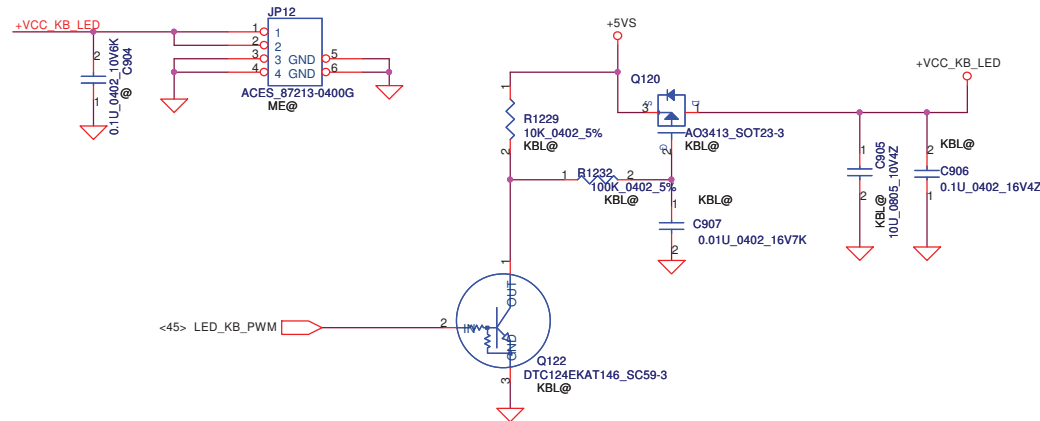 +VCC_KB_LED
2
1
0.1U_0402_10V6K
@
C904
JP12
1
2
3
4
1
2
3 GND
4 GND
5
6
ACES_87213-0400G
ME@
+5VS
Q120
3
S
D
1
G
2
AO3413_SOT23-3
KBL@
+VCC_KB_LED
1
R1229
10K_0402_5%
KBL@
2
1
R1232
2
100K_0402_5%
KBL@
KBL@
1
C907
0.01U_0402_16V7K
2
1
2
C905
KBL@
10U_0805_10V4Z
2
KBL@
C906
0.1U_0402_16V4Z
1
<45> LED_KB_PWM
2
1
OUT
IN
GND
3
Q122
DTC124EKAT146_SC59-3
KBL@